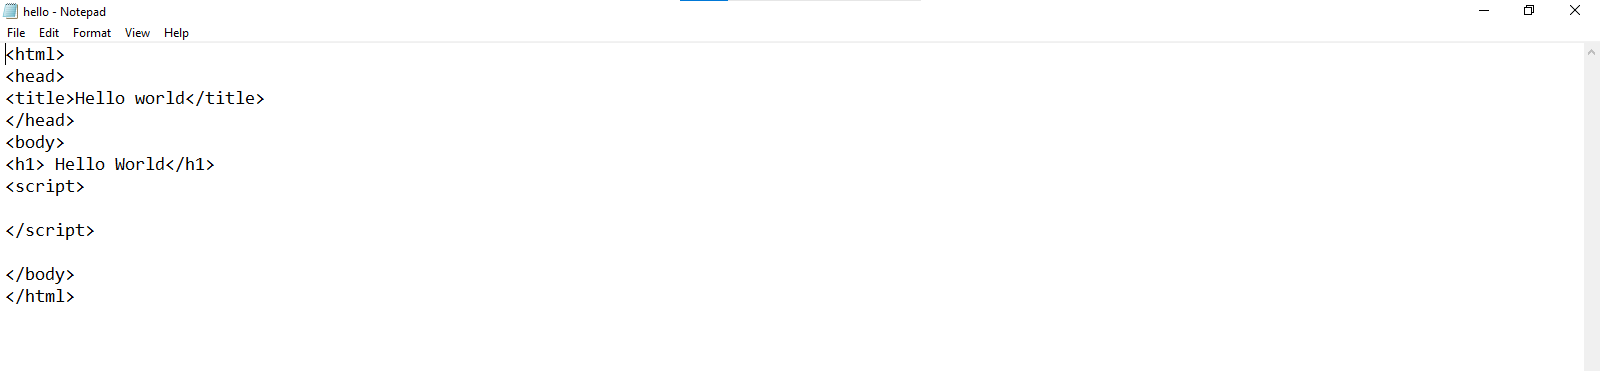 hello - Notepad
File Edit Format View Help
<html>
<head>
<title>Hello world</title>
</head>
<body>
<h1> Hello World</h1>
<script>
</script>
</body>
</html>